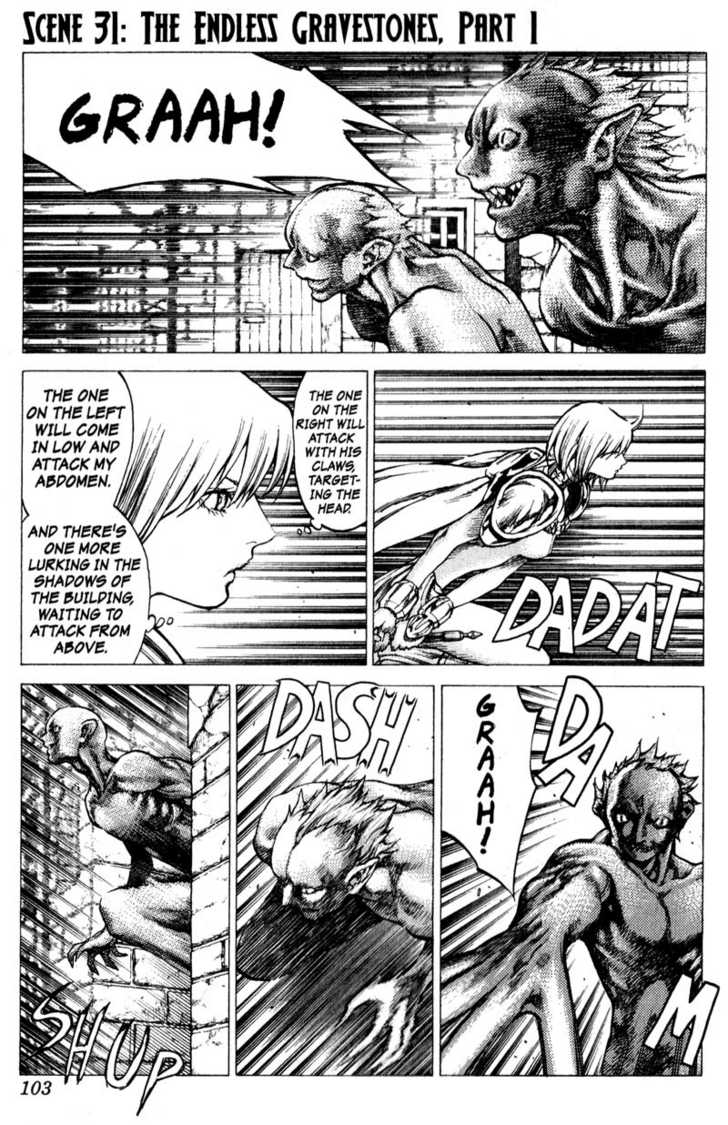 SCENE 31: THE ENDLESS GRAVESTONES, PART 1
GRAAH!
THE ONE
ON THE LEFT
WILL COME
IN LOW AND
ATTACK MY
ABDOMEN.
AND THERE'S
ONE MORE
LURKING IN THE
SHADOWS OF
THE BUILDING,
WAITING TO
ATTACK FROM
ABOVE.
THE ONE
ON THE
RIGHT WILL
ATTACK
WITH HIS
CLAWS,
TARGET-
ING THE
HEAD.
DADAT
SHUP
DASH
GRAAH!
DA
M
103